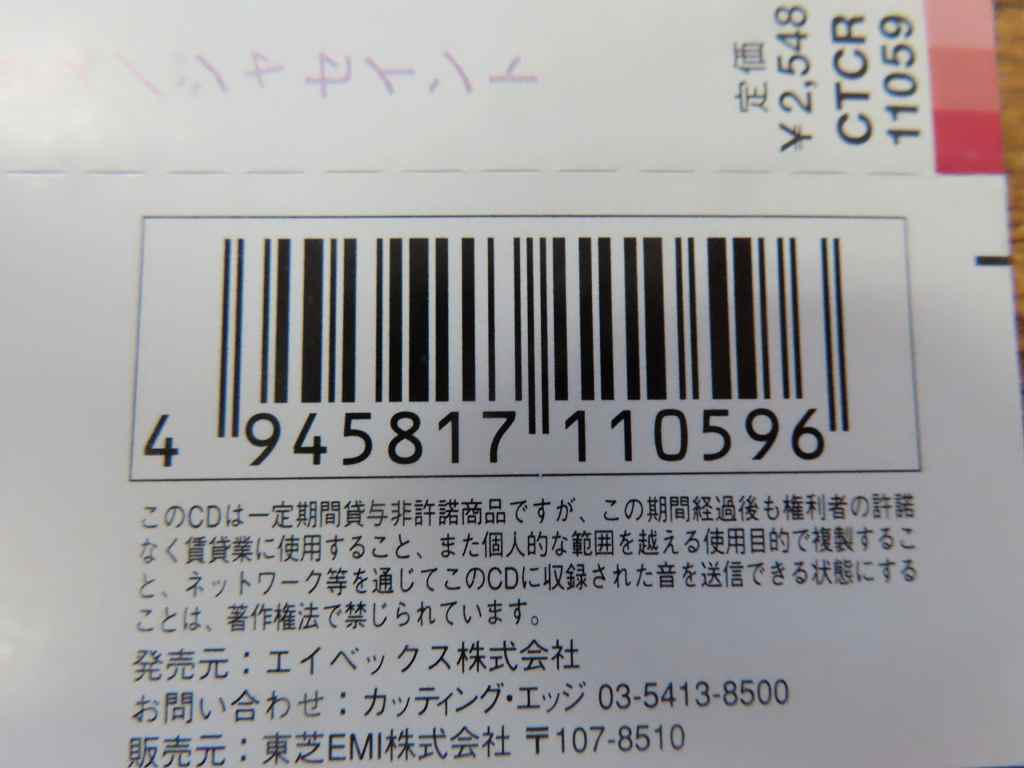 定価
¥2,548
CTCR
11059
4 945817 110596
このCDは一定期間貸与非許諾商品ですが、この期間経過後も権利者の許諾
なく賃貸業に使用すること、また個人的な範囲を越える使用目的で複製するこ
と、ネットワーク等を通じてこのCDに収録された音を送信できる状態にする
ことは、著作権法で禁じられています。
発売元：エイベックス株式会社
お問い合わせ：カッティング・エッジ 03-5413-8500
販売元：東芝EMI株式会社 〒107-8510